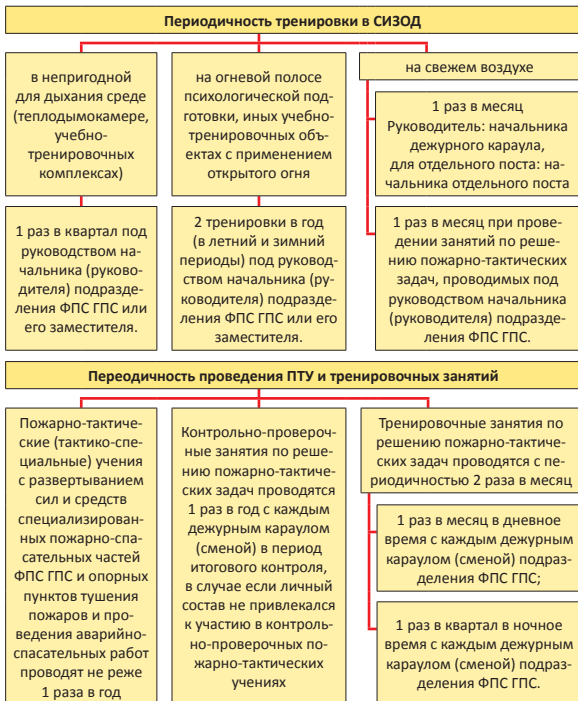 Периодичность тренировки в СИЗОД
в непригодной
для дыхания среде
(теплодымокамере,
учебно-
тренировочных
комплексах)
1 раз в квартал под
руководством на-
чальника (руково-
дителя) подразде-
ления ФПС ГПС или
его заместителя.
на огневой полосе
психологической под-
готовки, иных учебно-
тренировочных объ-
ектах с применением
открытого огня
2 тренировки в год
(в летний и зимний
периоды) под руковод-
ством начальника (ру-
ководителя) подразде-
ления ФПС ГПС или его
заместителя.
на свежем воздухе
1 раз в месяц
Руководитель: начальника
дежурного караула,
для отдельного поста: на-
чальника отдельного поста
1 раз в месяц при прове-
дении занятий по реше-
нию пожарно-тактических
задач, проводимых под
руководством начальника
(руководителя) подразде-
ления ФПС ГПС.
Переодичность проведения ПТУ и тренировочных занятий
Пожарно-такти-
ческие (тактико-спе-
циальные) учения
с развертыванием
сил и средств
специализирован-
ных пожарно-спа-
сательных частей
ФПС ГПС и опорных
пунктов тушения
пожаров и про-
ведения аварийно-
спасательных работ
проводят не реже
1 раза в год
Контрольно-провероч-
ные занятия по реше-
нию пожарно-тактиче-
ских задач проводятся
1 раз в год с каждым
дежурным караулом
(сменой) в период
итогового контроля,
в случае если личный
состав не привлекался
к участию в контроль-
но-проверочных по-
жарно-тактических
учениях
Тренировочные занятия по
решению пожарно-тактиче-
ских задач проводятся с пе-
риодичностью 2 раза в месяц
1 раз в месяц в дневное
время с каждым дежурным
караулом (сменой) подраз-
деления ФПС ГПС;
1 раз в квартал в ночное
время с каждым дежурным
караулом (сменой) подраз-
деления ФПС ГПС.